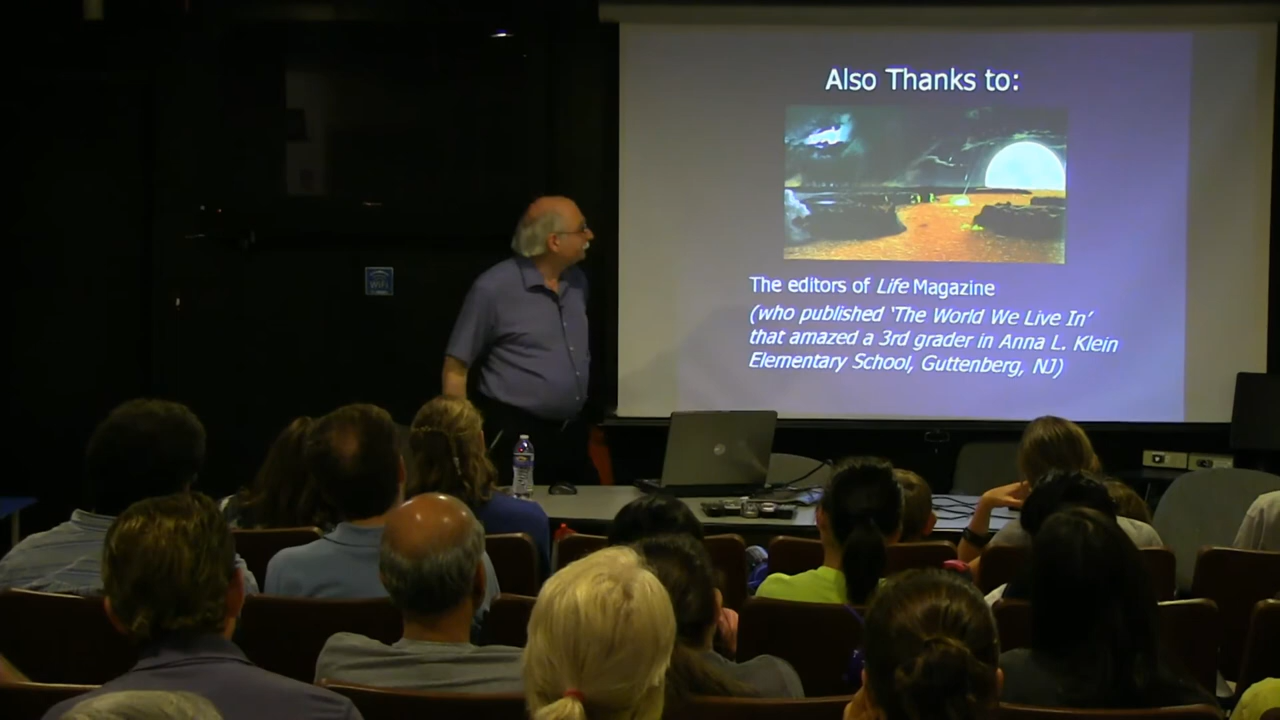 Also Thanks to:
The editors of Life Magazine
(who published ‘The World We Live In’
that amazed a 3rd grader in Anna L. Klein
Elementary School, Guttenberg, NJ)
WiFi